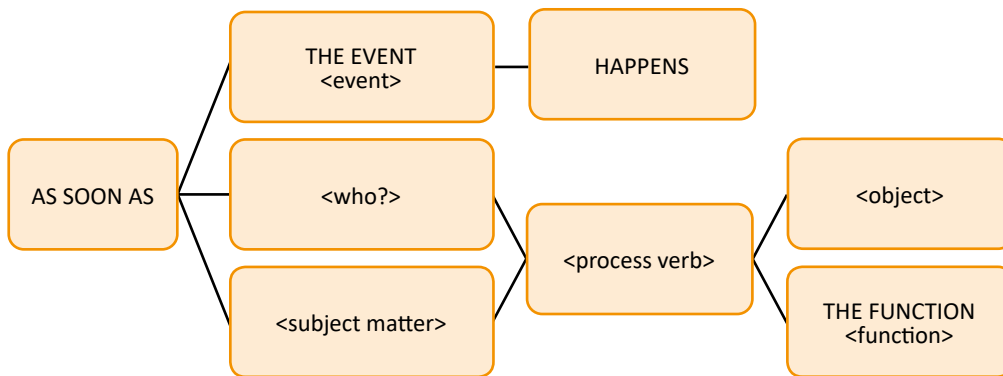 THE EVENT
<event>
HAPPENS
AS SOON AS
<who?>
<object>
<process verb>
<subject matter>
THE FUNCTION
<function>